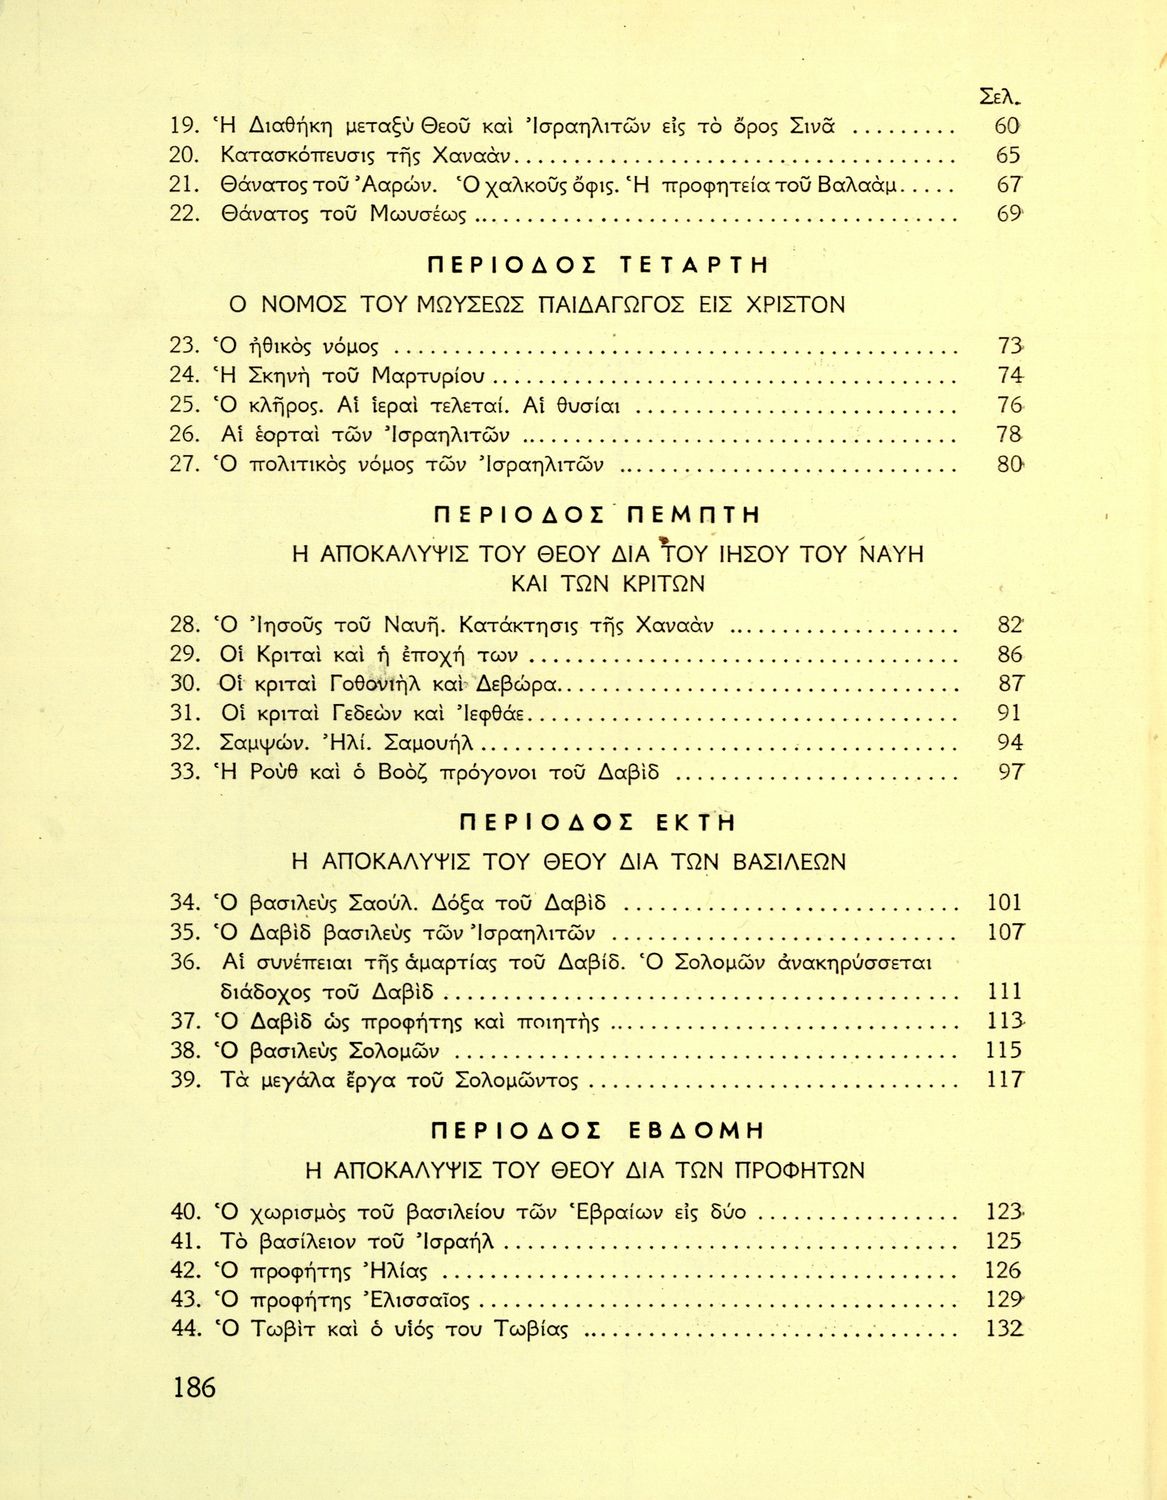 Σελ.
19. Ἡ Διαθήκη μεταξὺ Θεοῦ καὶ Ἰσραηλιτῶν εἰς τὸ ὄρος Σινᾶ ......... 60
20. Κατασκόπευσις τῆς Χαναὰν..................................... 65
21. Θάνατος τοῦ Ἀαρών. Ὁ χαλκοῦς ὄφις. Ἡ προφητεία τοῦ Βαλαὰμ..... 67
22. Θάνατος τοῦ Μωυσέως ......................................... 69
ΠΕΡΙΟΔΟΣ ΤΕΤΑΡΤΗ
Ο ΝΟΜΟΣ ΤΟΥ ΜΩΥΣΕΩΣ ΠΑΙΔΑΓΩΓΟΣ ΕΙΣ ΧΡΙΣΤΟΝ
23. Ὁ ἠθικὸς νόμος ............................................... 73
24. Ἡ Σκηνὴ τοῦ Μαρτυρίου ....................................... 74
25. Ὁ κλῆρος. Αἱ ἱεραὶ τελεταί. Αἱ θυσίαι ........................... 76
26. Αἱ ἑορταὶ τῶν Ἰσραηλιτῶν ..................................... 78
27. Ὁ πολιτικὸς νόμος τῶν Ἰσραηλιτῶν ............................. 80
ΠΕΡΙΟΔΟΣ ΠΕΜΠΤΗ
Η ΑΠΟΚΑΛΥΨΙΣ ΤΟΥ ΘΕΟΥ ΔΙΑ ΤΟΥ ΙΗΣΟΥ ΤΟΥ ΝΑΥΗ
ΚΑΙ ΤΩΝ ΚΡΙΤΩΝ
28. Ὁ Ἰησοῦς τοῦ Ναυῆ. Κατάκτησις τῆς Χαναὰν .................... 82
29. Οἱ Κριταὶ καὶ ἡ ἐποχή των .................................... 86
30. Οἱ κριταὶ Γοθονιὴλ καὶ Δεβώρα.................................. 87
31. Οἱ κριταὶ Γεδεὼν καὶ Ἰεφθάε.................................... 91
32. Σαμψών. Ἠλί. Σαμουήλ ........................................ 94
33. Ἡ Ροὺθ καὶ ὁ Βοὸζ πρόγονοι τοῦ Δαβὶδ ........................ 97
ΠΕΡΙΟΔΟΣ ΕΚΤΗ
Η ΑΠΟΚΑΛΥΨΙΣ ΤΟΥ ΘΕΟΥ ΔΙΑ ΤΩΝ ΒΑΣΙΛΕΩΝ
34. Ὁ βασιλεὺς Σαούλ. Δόξα τοῦ Δαβὶδ ............................ 101
35. Ὁ Δαβὶδ βασιλεὺς τῶν Ἰσραηλιτῶν ............................. 107
36. Αἱ συνέπειαι τῆς ἁμαρτίας τοῦ Δαβίδ. Ὁ Σολομῶν ἀνακηρύσσεται
διάδοχος τοῦ Δαβὶδ ........................................... 111
37. Ὁ Δαβὶδ ὡς προφήτης καὶ ποιητὴς ............................. 113
38. Ὁ βασιλεὺς Σολομῶν .......................................... 115
39. Τὰ μεγάλα ἔργα τοῦ Σολομῶντος ............................... 117
ΠΕΡΙΟΔΟΣ ΕΒΔΟΜΗ
Η ΑΠΟΚΑΛΥΨΙΣ ΤΟΥ ΘΕΟΥ ΔΙΑ ΤΩΝ ΠΡΟΦΗΤΩΝ
40. Ὁ χωρισμὸς τοῦ βασιλείου τῶν Ἑβραίων εἰς δύο ................. 123
41. Τὸ βασίλειον τοῦ Ἰσραήλ ...................................... 125
42. Ὁ προφήτης Ἠλίας ........................................... 126
43. Ὁ προφήτης Ἐλισσαῖος ........................................ 129
44. Ὁ Τωβὶτ καὶ ὁ υἱός του Τωβίας ............................... 132
186